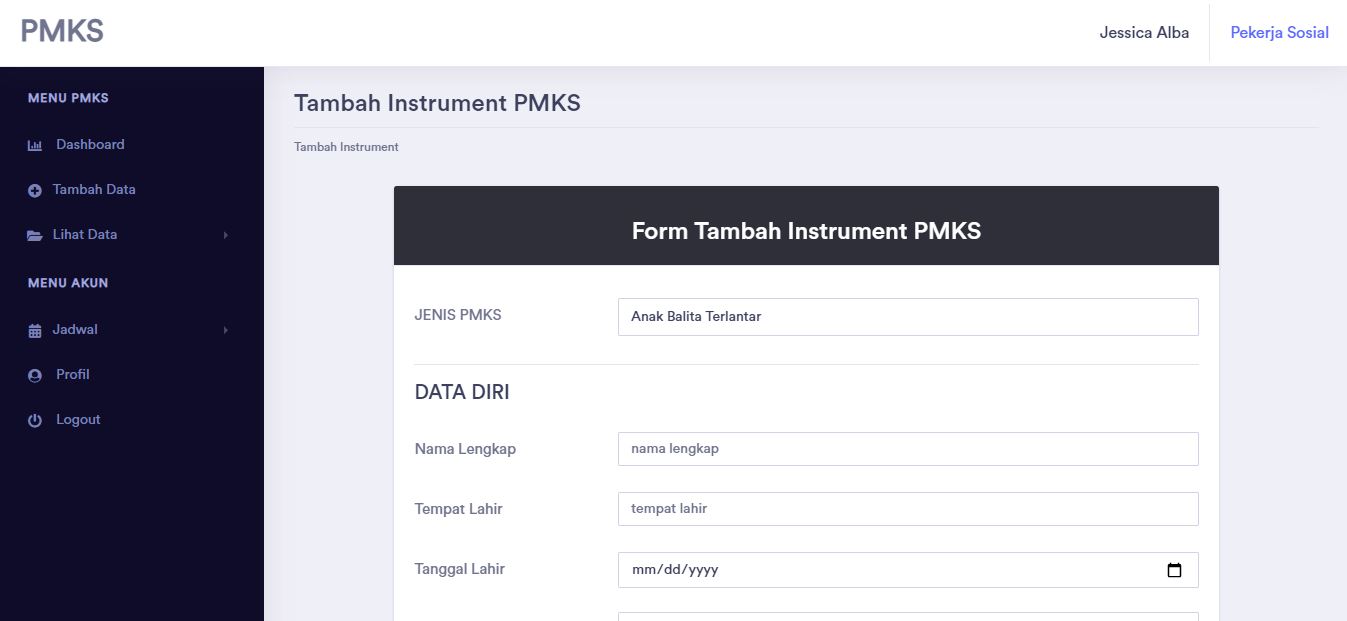 PMKS
Jessica Alba
Pekerja Sosial
MENU PMKS
Dashboard
Tambah Data
Lihat Data
MENU AKUN
Jadwal
Profil
Logout
Tambah Instrument PMKS
Tambah Instrument
Form Tambah Instrument PMKS
JENIS PMKS
Anak Balita Terlantar
DATA DIRI
Nama Lengkap
nama lengkap
Tempat Lahir
tempat lahir
Tanggal Lahir
mm/dd/yyyy